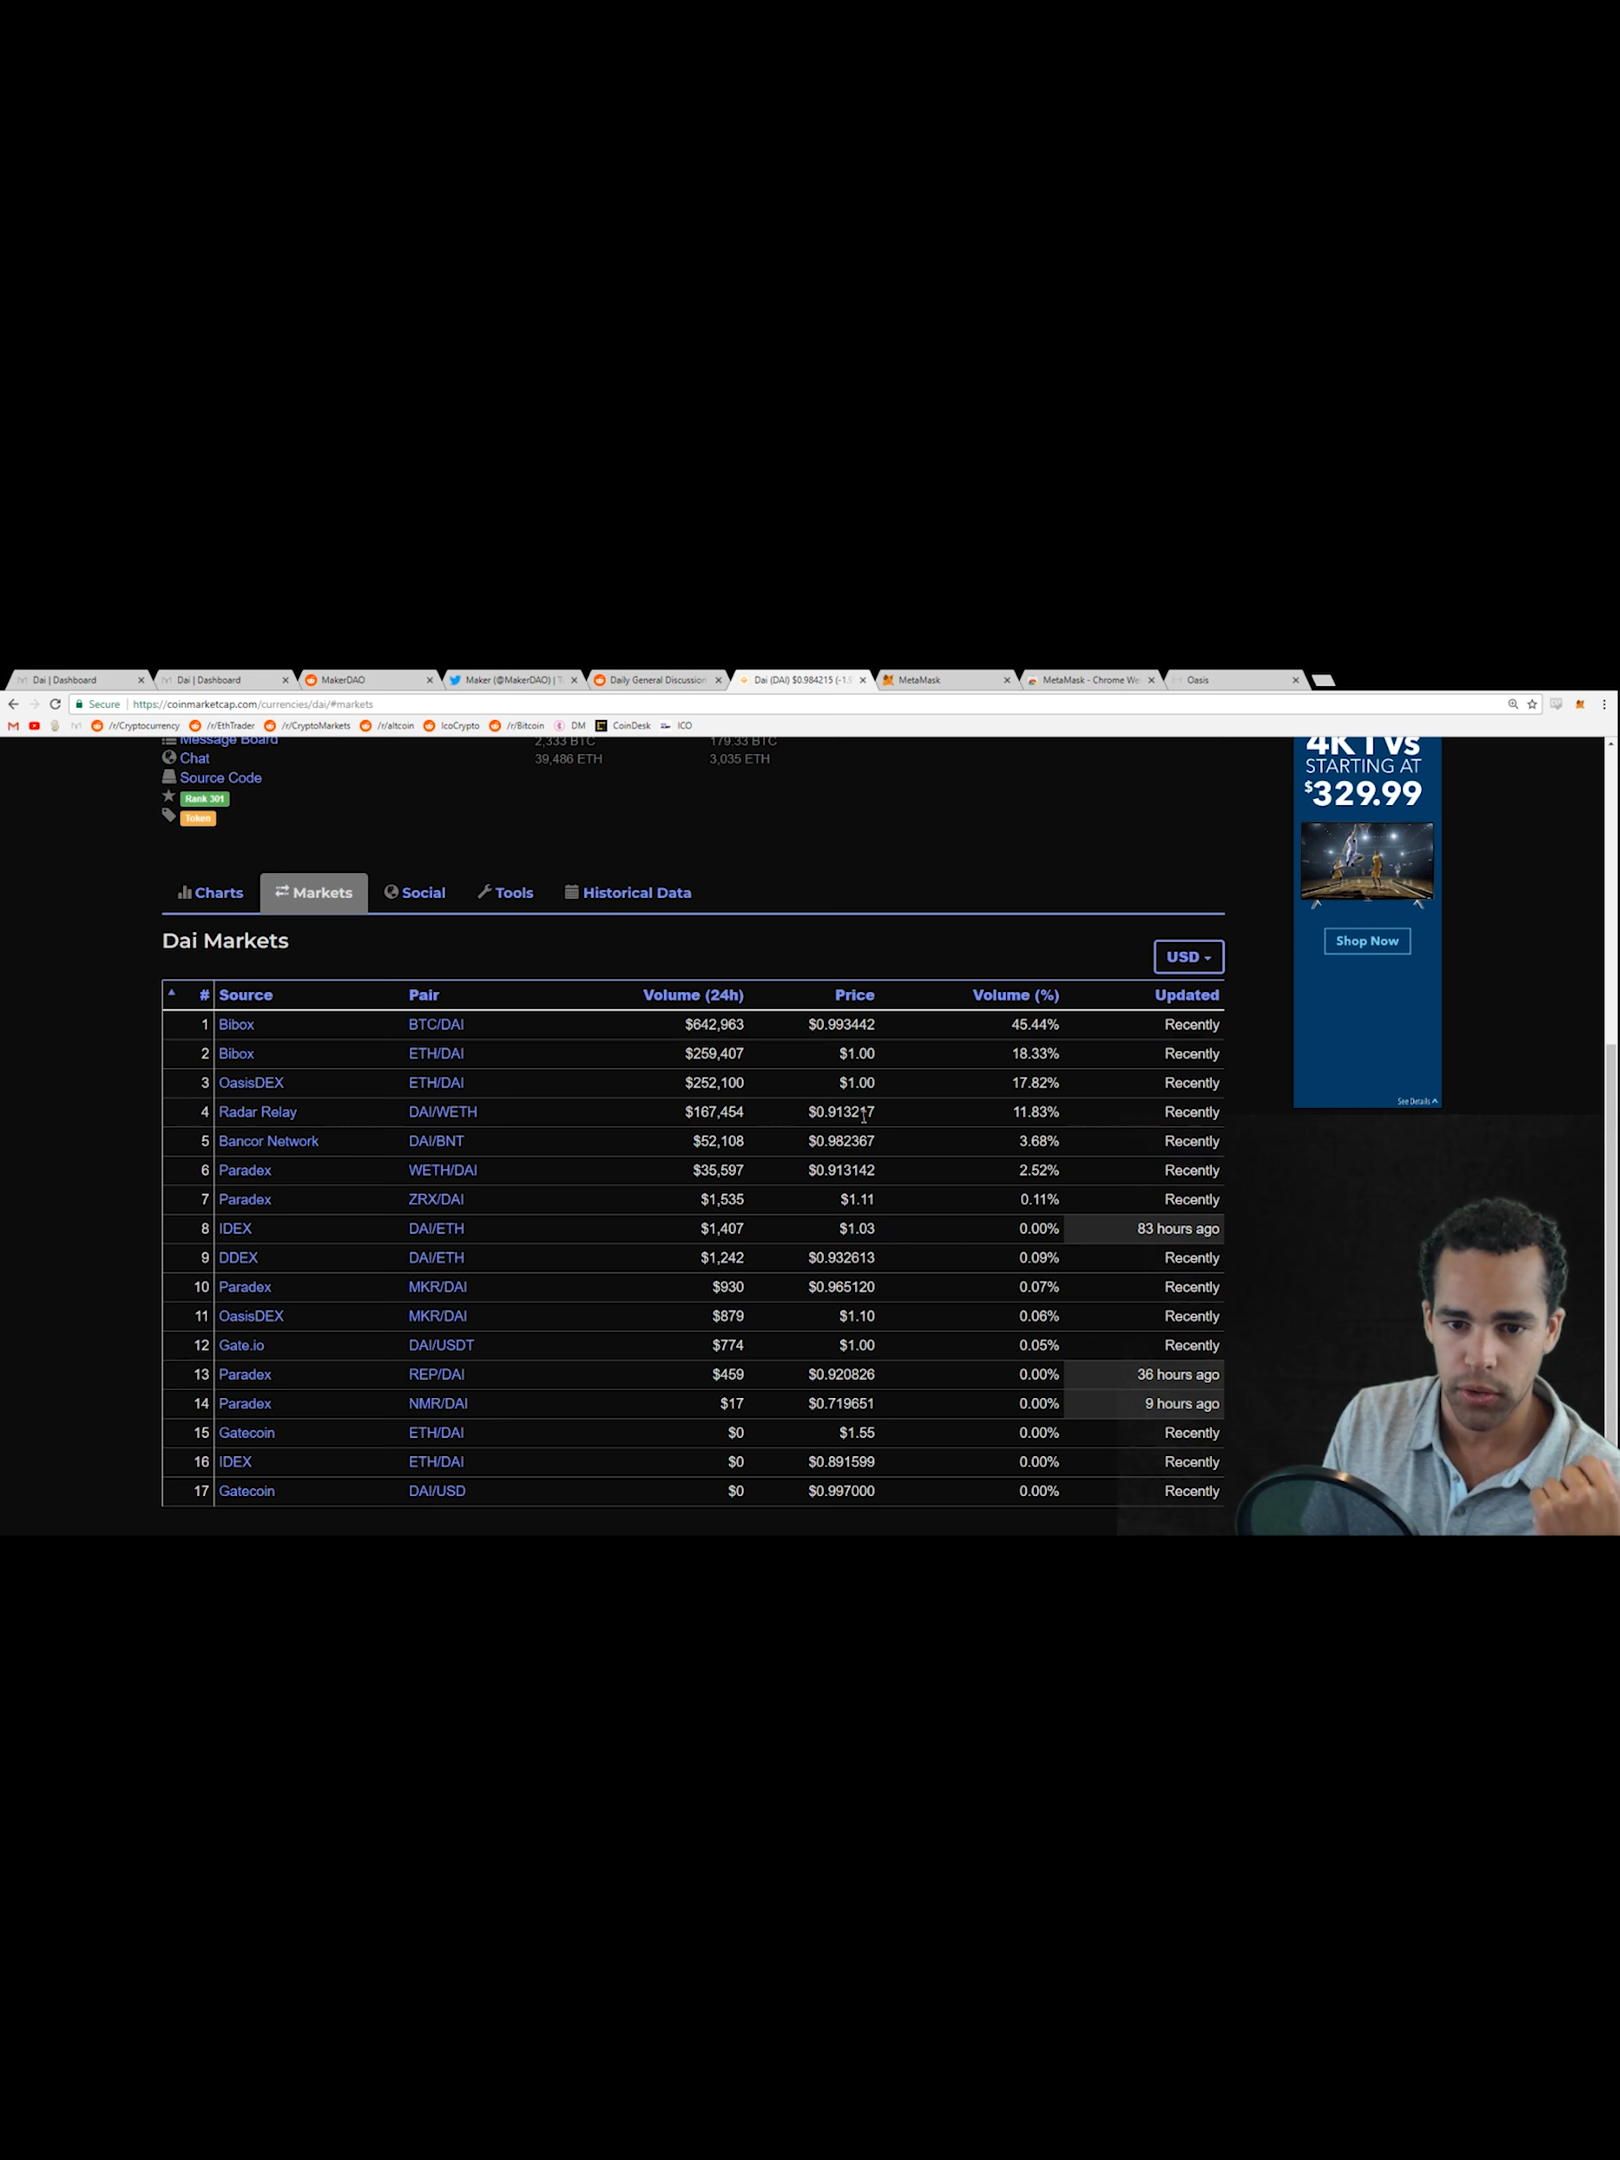 Dai | Dashboard Dai | Dashboard MakerDAO Maker (@MakerDAO) | Daily General Discussion Dai (DAI) $0.984215 (-1. MetaMask MetaMask - Chrome We Oasis
Secure https://coinmarketcap.com/currencies/dai/#markets
/r/Cryptocurrency /r/EthTrader /r/CryptoMarkets /r/altcoin IcoCrypto /r/Bitcoin DM CoinDesk ICO
Message Board 2,333 BTC 179.33 BTC
Chat 39,486 ETH 3,035 ETH
Source Code
Rank 301
Token
4K TVs
STARTING AT
$329.99
Shop Now
See Details
Charts Markets Social Tools Historical Data
Dai Markets
USD
# Source Pair Volume (24h) Price Volume (%) Updated
1 Bibox BTC/DAI $642,963 $0.993442 45.44% Recently
2 Bibox ETH/DAI $259,407 $1.00 18.33% Recently
3 OasisDEX ETH/DAI $252,100 $1.00 17.82% Recently
4 Radar Relay DAI/WETH $167,454 $0.913217 11.83% Recently
5 Bancor Network DAI/BNT $52,108 $0.982367 3.68% Recently
6 Paradex WETH/DAI $35,597 $0.913142 2.52% Recently
7 Paradex ZRX/DAI $1,535 $1.11 0.11% Recently
8 IDEX DAI/ETH $1,407 $1.03 0.00% 83 hours ago
9 DDEX DAI/ETH $1,242 $0.932613 0.09% Recently
10 Paradex MKR/DAI $930 $0.965120 0.07% Recently
11 OasisDEX MKR/DAI $879 $1.10 0.06% Recently
12 Gate.io DAI/USDT $774 $1.00 0.05% Recently
13 Paradex REP/DAI $459 $0.920826 0.00% 36 hours ago
14 Paradex NMR/DAI $17 $0.719651 0.00% 9 hours ago
15 Gatecoin ETH/DAI $0 $1.55 0.00% Recently
16 IDEX ETH/DAI $0 $0.891599 0.00% Recently
17 Gatecoin DAI/USD $0 $0.997000 0.00% Recently